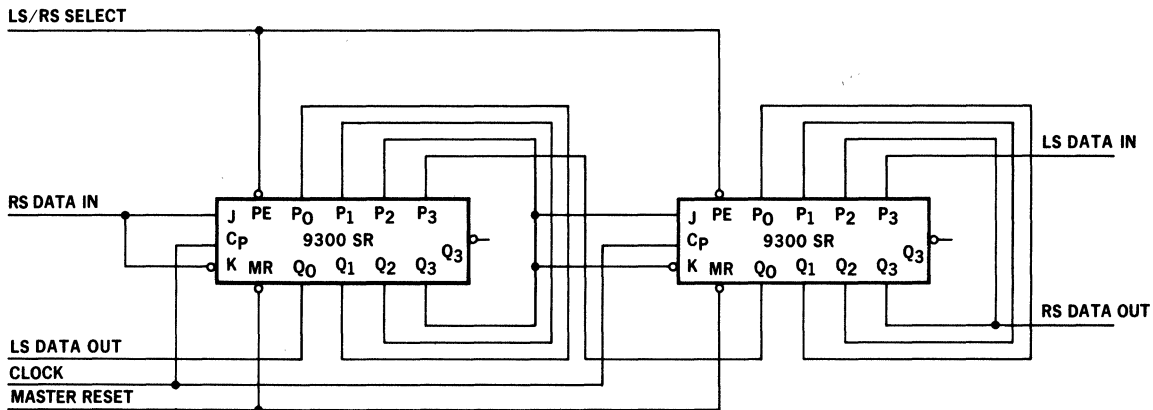 LS/RS SELECT
LS DATA IN
RS DATA IN
J PE P0 P1 P2 P3
CP 9300 SR Q3
K MR Q0 Q1 Q2 Q3
J PE P0 P1 P2 P3
CP 9300 SR Q3
K MR Q0 Q1 Q2 Q3
RS DATA OUT
LS DATA OUT
CLOCK
MASTER RESET